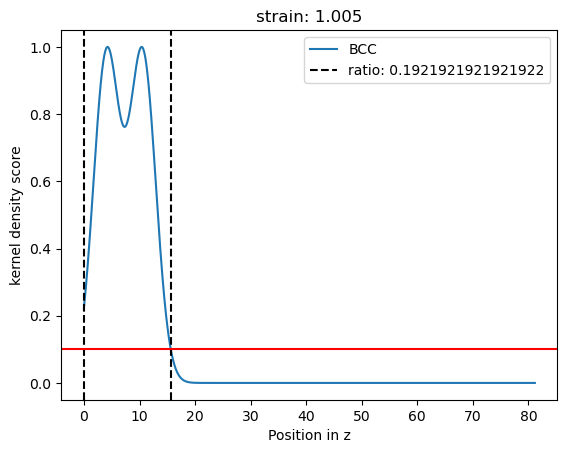 strain: 1.005
BCC
ratio: 0.1921921921921922
kernel density score
1.0
0.8
0.6
0.4
0.2
0.0
0 10 20 30 40 50 60 70 80
Position in z